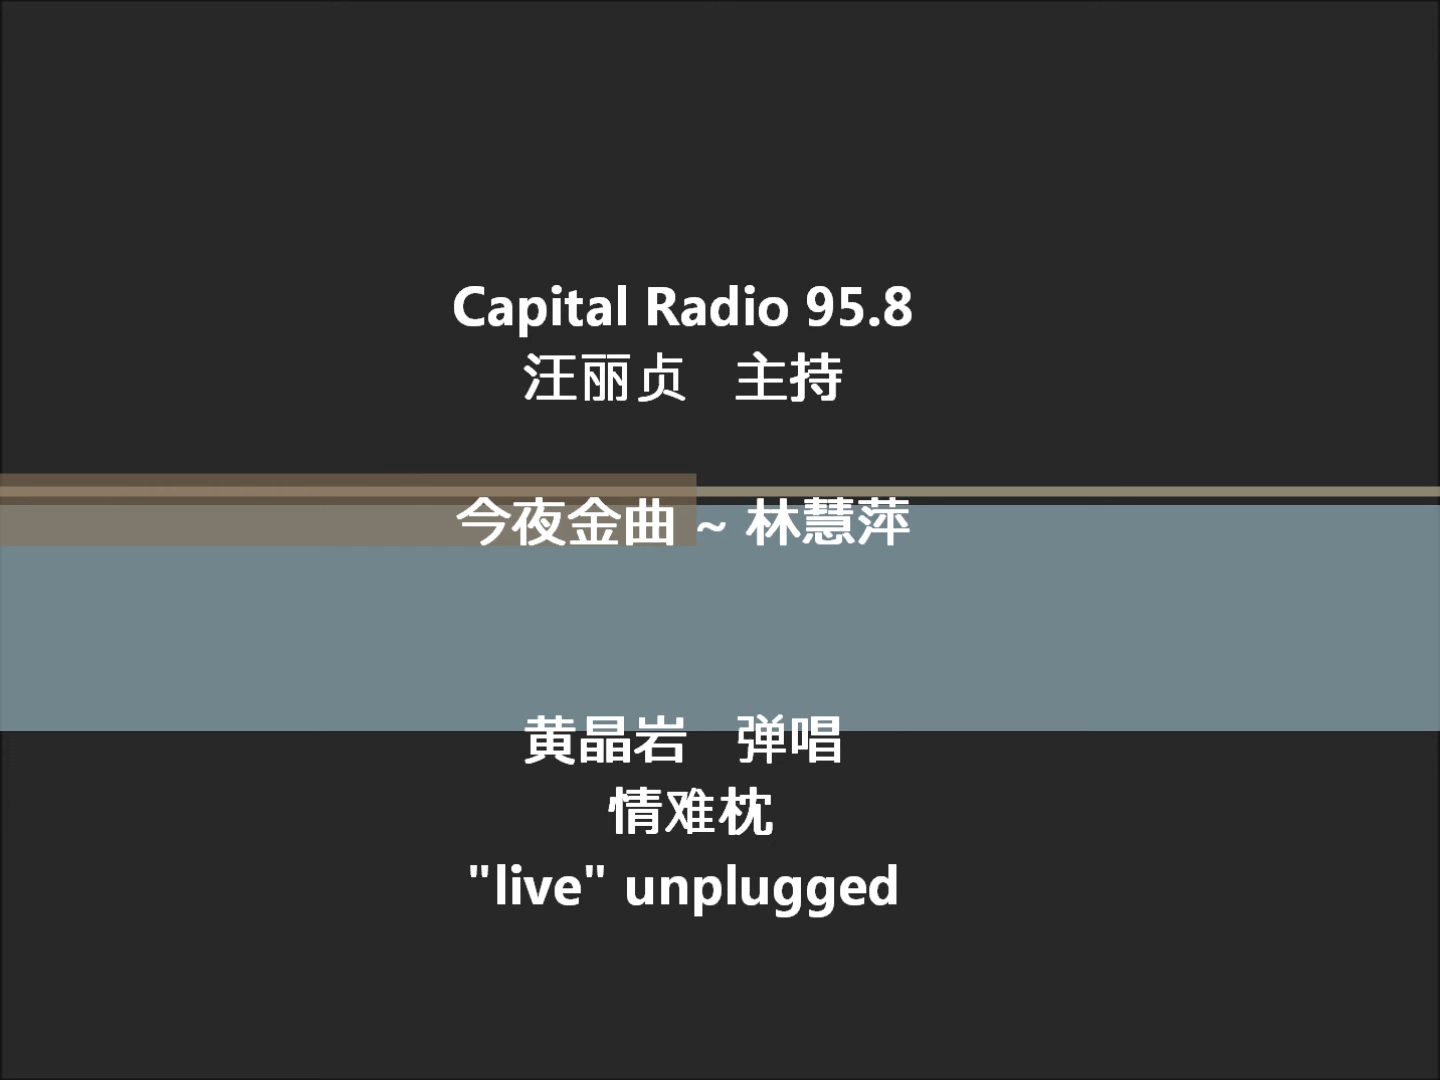 Capital Radio 95.8
汪丽贞 主持
今夜金曲 ~ 林慧萍
黄晶岩 弹唱
情难枕
"live" unplugged